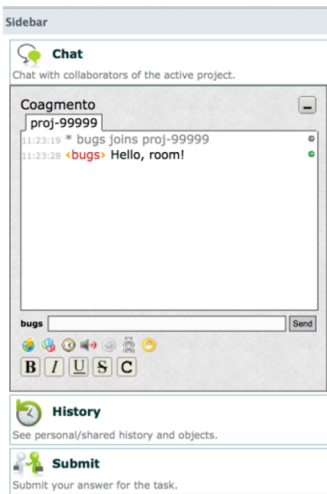 Sidebar
Chat
Chat with collaborators of the active project.
Coagmento
proj-99999
11:23:19 * bugs joins proj-99999
11:23:28 <bugs> Hello, room!
bugs Send
B I U S C
History
See personal/shared history and objects.
Submit
Submit your answer for the task.